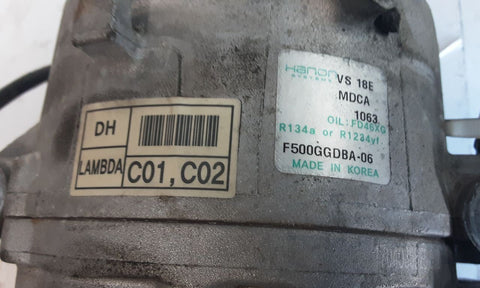 DH
LAMBDA
C01, C02
Hanon
SYSTEMS
VS 18E
MDCA
1063
OIL:FD46XG
R134a or R1234yf
F500GGDBA-06
MADE IN KOREA